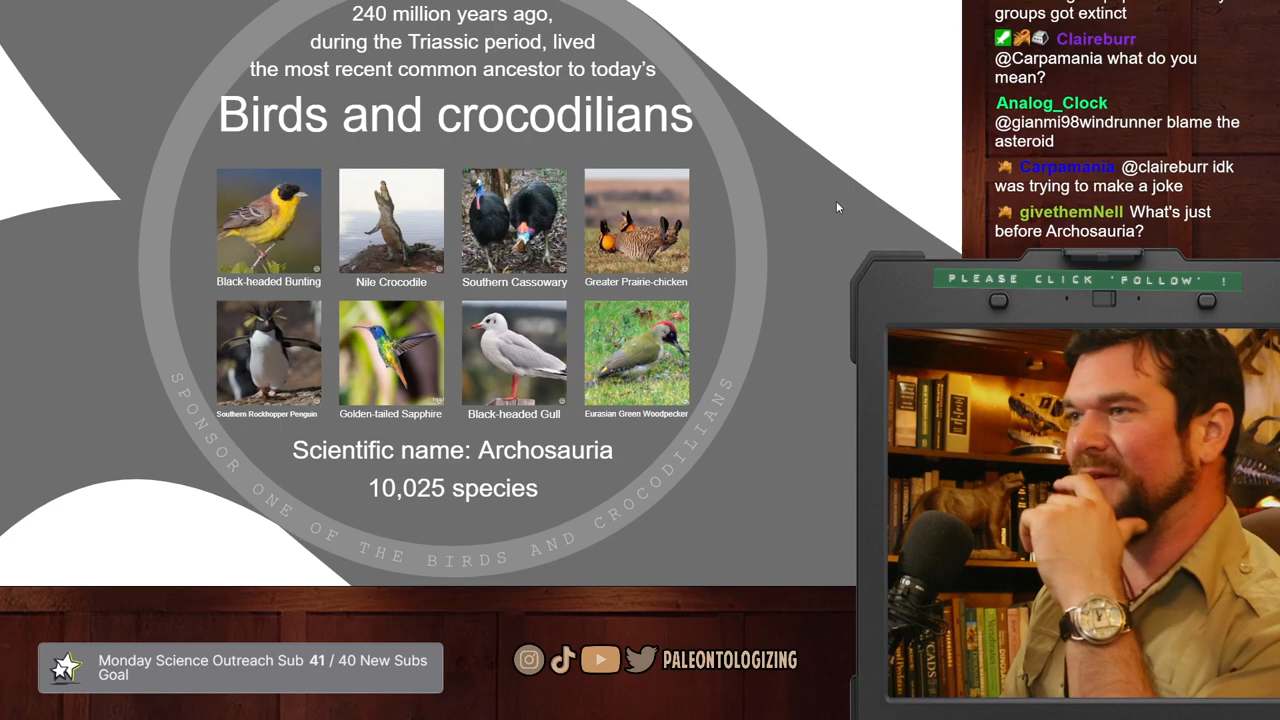 240 million years ago,
during the Triassic period, lived
the most recent common ancestor to today's
Birds and crocodilians
Black-headed Bunting
Nile Crocodile
Southern Cassowary
Greater Prairie-chicken
Southern Rockhopper Penguin
Golden-tailed Sapphire
Black-headed Gull
Eurasian Green Woodpecker
Scientific name: Archosauria
10,025 species
SPONSOR ONE OF THE BIRDS AND CROCODILIANS
groups got extinct
Claireburr
@Carpamania what do you
mean?
Analog_Clock
@gianmi98windrunner blame the
asteroid
Carpamania @claireburr idk
was trying to make a joke
givethemNell What's just
before Archosauria?
PLEASE CLICK 'FOLLOW' !
Monday Science Outreach Sub 41 / 40 New Subs
Goal
PALEONTOLOGIZING